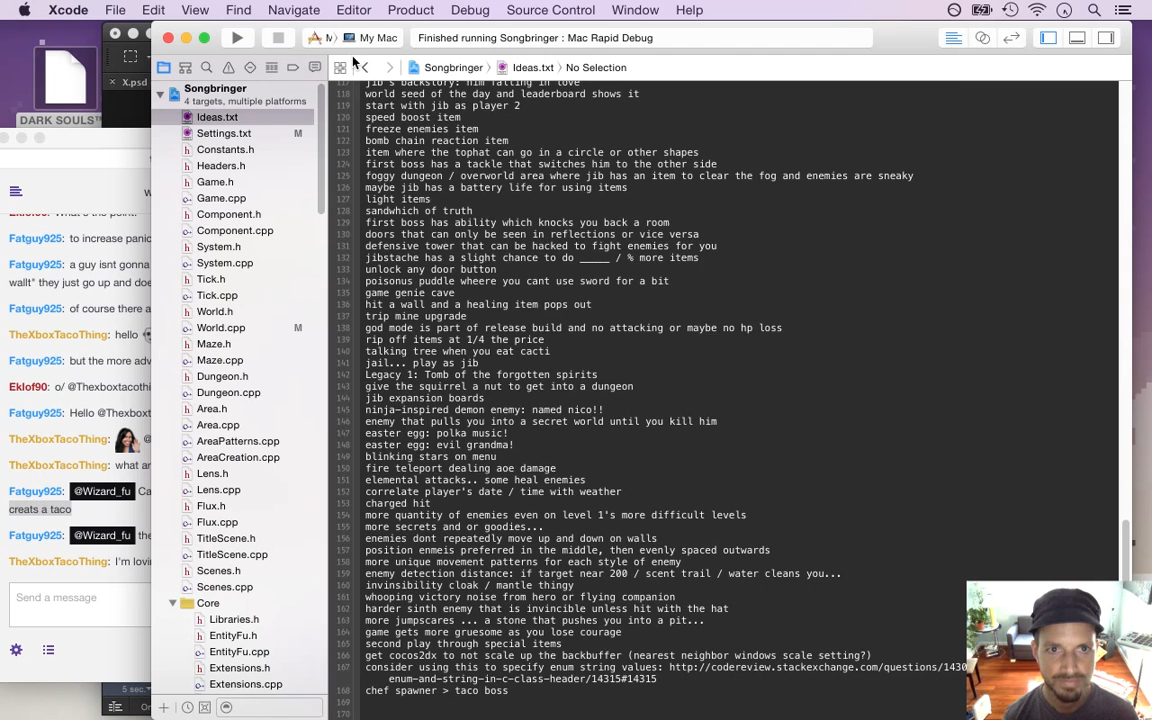 Xcode File Edit View Find Navigate Editor Product Debug Source Control Window Help
My Mac
Finished running Songbringer : Mac Rapid Debug
Songbringer
Ideas.txt
No Selection
X.psd
DARK SOULS™
Songbringer
4 targets, multiple platforms
Ideas.txt
Settings.txt M
Constants.h
Headers.h
Game.h
Game.cpp
Component.h
Component.cpp
System.h
System.cpp
Tick.h
Tick.cpp
World.h
World.cpp M
Maze.h
Maze.cpp
Dungeon.h
Dungeon.cpp
Area.h
Area.cpp
AreaPatterns.cpp
AreaCreation.cpp
Lens.h
Lens.cpp
Flux.h
Flux.cpp
TitleScene.h
TitleScene.cpp
Scenes.h
Scenes.cpp
Core
Libraries.h
EntityFu.h
EntityFu.cpp
Extensions.h
Extensions.cpp
117 jib's backstory: him falling in love
118 world seed of the day and leaderboard shows it
119 start with jib as player 2
120 speed boost item
121 freeze enemies item
122 bomb chain reaction item
123 item where the tophat can go in a circle or other shapes
124 first boss has a tackle that switches him to the other side
125 foggy dungeon / overworld area where jib has an item to clear the fog and enemies are sneaky
126 maybe jib has a battery life for using items
127 light items
128 sandwhich of truth
129 first boss has ability which knocks you back a room
130 doors that can only be seen in reflections or vice versa
131 defensive tower that can be hacked to fight enemies for you
132 jibstache has a slight chance to do _____ / % more items
133 unlock any door button
134 poisonus puddle wheere you cant use sword for a bit
135 game genie cave
136 hit a wall and a healing item pops out
137 trip mine upgrade
138 god mode is part of release build and no attacking or maybe no hp loss
139 rip off items at 1/4 the price
140 talking tree when you eat cacti
141 jail... play as jib
142 Legacy 1: Tomb of the forgotten spirits
143 give the squirrel a nut to get into a dungeon
144 jib expansion boards
145 ninja-inspired demon enemy: named nico!!
146 enemy that pulls you into a secret world until you kill him
147 easter egg: polka music!
148 easter egg: evil grandma!
149 blinking stars on menu
150 fire teleport dealing aoe damage
151 elemental attacks.. some heal enemies
152 correlate player's date / time with weather
153 charged hit
154 more quantity of enemies even on level 1's more difficult levels
155 more secrets and or goodies...
156 enemies dont repeatedly move up and down on walls
157 position enmeis preferred in the middle, then evenly spaced outwards
158 more unique movement patterns for each style of enemy
159 enemy detection distance: if target near 200 / scent trail / water cleans you...
160 invinsibility cloak / mantle thingy
161 whooping victory noise from hero or flying companion
162 harder sinth enemy that is invincible unless hit with the hat
163 more jumpscares ... a stone that pushes you into a pit...
164 game gets more gruesome as you lose courage
165 second play through special items
166 get cocos2dx to not scale up the backbuffer (nearest neighbor windows scale setting?)
167 consider using this to specify enum string values: http://codereview.stackexchange.com/questions/1430
enum-and-string-in-c-class-header/14315#14315
168 chef spawner > taco boss
169
170
Eklof90: What's the point?
Fatguy925: to increase panic
Fatguy925: a guy isnt gonna
wallt* they just go up and doe
Fatguy925: of course there a
TheXboxTacoThing: hello
Fatguy925: but the more adv
Eklof90: o/ @Thexboxtacothi
Fatguy925: Hello @Thexboxt
TheXboxTacoThing: @
TheXboxTacoThing: what ar
Fatguy925: @Wizard_fu Ca
creats a taco
Fatguy925: @Wizard_fu the
TheXboxTacoThing: I'm lovi
Send a message
5 sec.